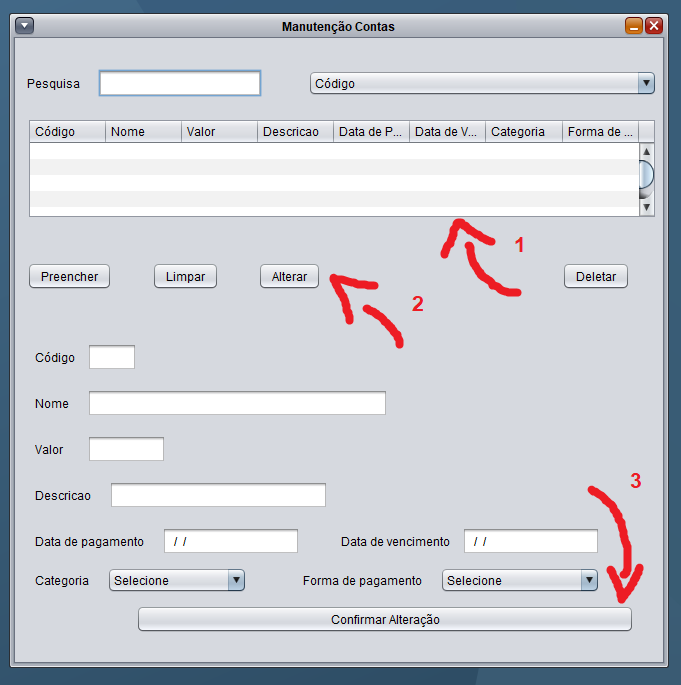 Manutenção Contas
Pesquisa Código
Código Nome Valor Descricao Data de P... Data de V... Categoria Forma de ...
1
Preencher Limpar Alterar Deletar
2
Código
Nome
Valor
3
Descricao
Data de pagamento / / Data de vencimento / /
Categoria Selecione Forma de pagamento Selecione
Confirmar Alteração